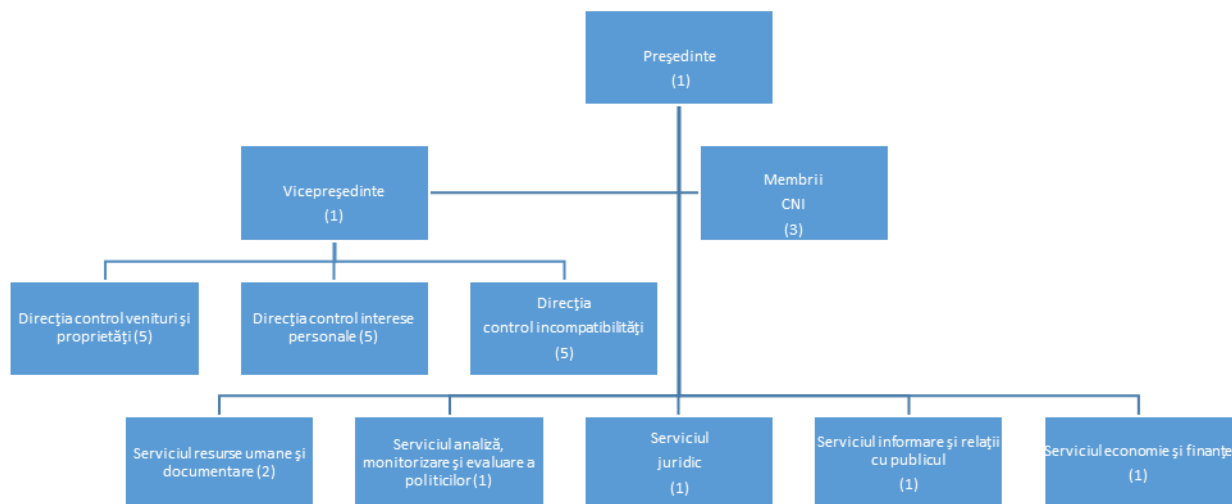 Preşedinte
(1)
Vicepreşedinte
(1)
Membrii
CNI
(3)
Direcţia control venituri şi
proprietăţi (5)
Direcţia control interese
personale (5)
Direcţia
control incompatibilităţi
(5)
Serviciul resurse umane şi
documentare (2)
Serviciul analiză,
monitorizare şi evaluare a
politicilor (1)
Serviciul
juridic
(1)
Serviciul informare şi relaţii
cu publicul
(1)
Serviciul economie şi finanţe
(1)